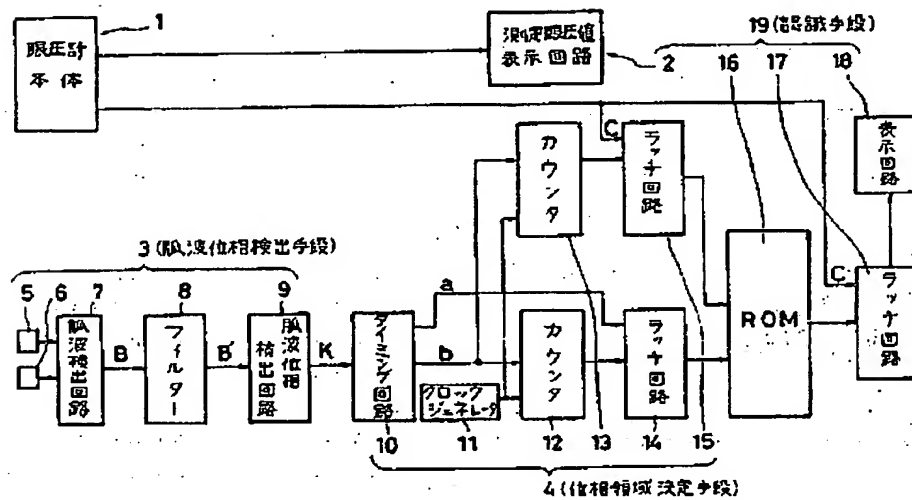 1
眼圧計
本体
測定眼圧値
表示回路
2
19(認識手段)
16
17
18
表示回路
C
カウンタ
ラッチ回路
3(脈波位相検出手段)
5
6
7
8
9
脈波検出回路
B
フィルター
B'
脈波位相
検出回路
K
タイミング回路
a
b
クロック
ジェネレータ
カウンタ
ラッチ回路
ROM
C
ラッチ回路
10
11
12
13
14
15
4(位相領域決定手段)